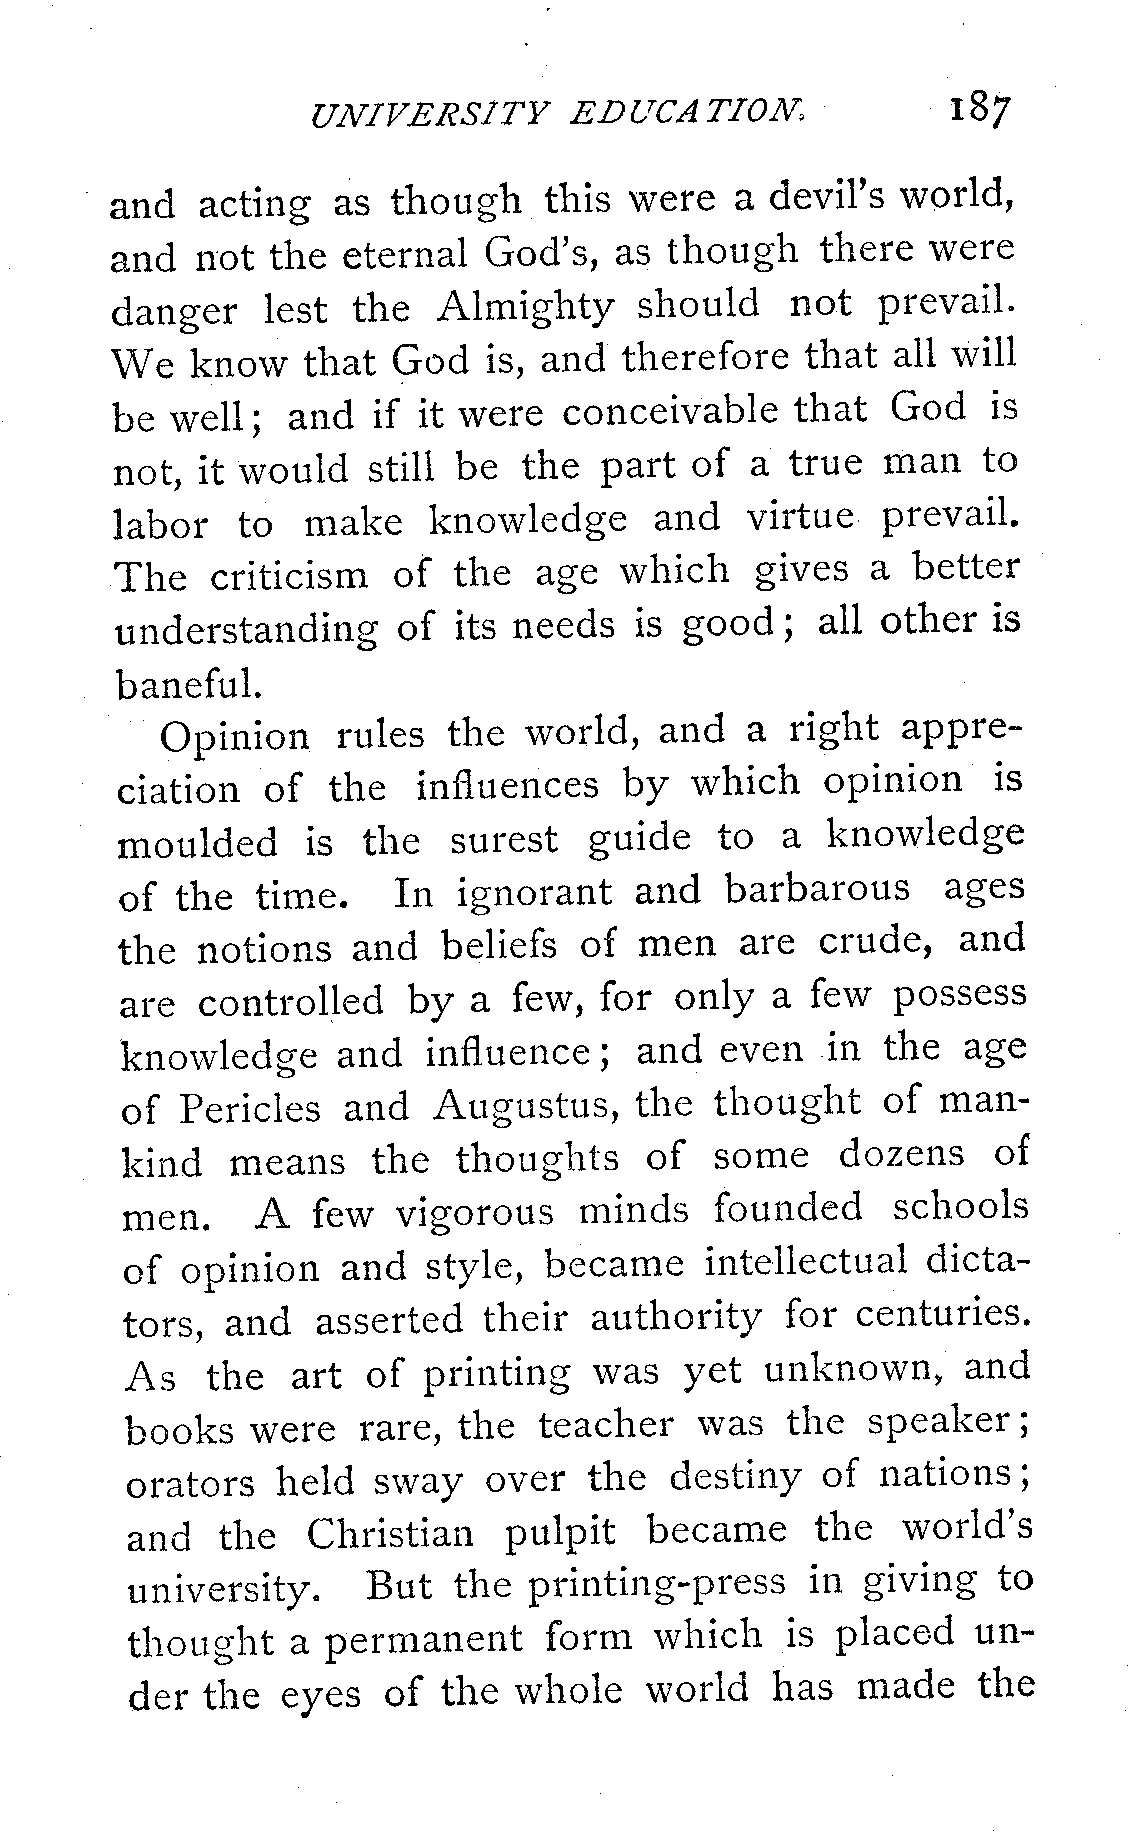 UNIVERSITY EDUCATION. 187
and acting as though this were a devil's world,
and not the eternal God's, as though there were
danger lest the Almighty should not prevail.
We know that God is, and therefore that all will
be well; and if it were conceivable that God is
not, it would still be the part of a true man to
labor to make knowledge and virtue prevail.
The criticism of the age which gives a better
understanding of its needs is good; all other is
baneful.
Opinion rules the world, and a right appre-
ciation of the influences by which opinion is
moulded is the surest guide to a knowledge
of the time. In ignorant and barbarous ages
the notions and beliefs of men are crude, and
are controlled by a few, for only a few possess
knowledge and influence; and even in the age
of Pericles and Augustus, the thought of man-
kind means the thoughts of some dozens of
men. A few vigorous minds founded schools
of opinion and style, became intellectual dicta-
tors, and asserted their authority for centuries.
As the art of printing was yet unknown, and
books were rare, the teacher was the speaker;
orators held sway over the destiny of nations;
and the Christian pulpit became the world's
university. But the printing-press in giving to
thought a permanent form which is placed un-
der the eyes of the whole world has made the